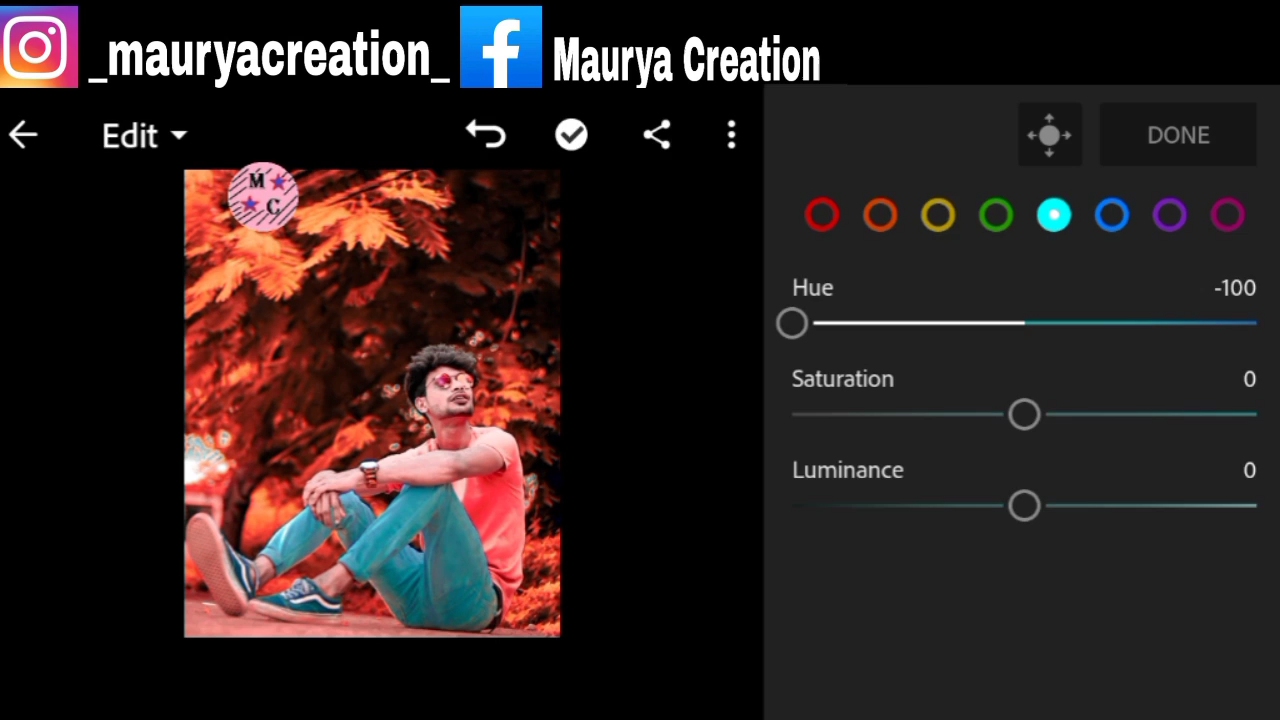 _mauryacreation_ Maurya Creation
Edit
DONE
M
C
Hue -100
Saturation 0
Luminance 0